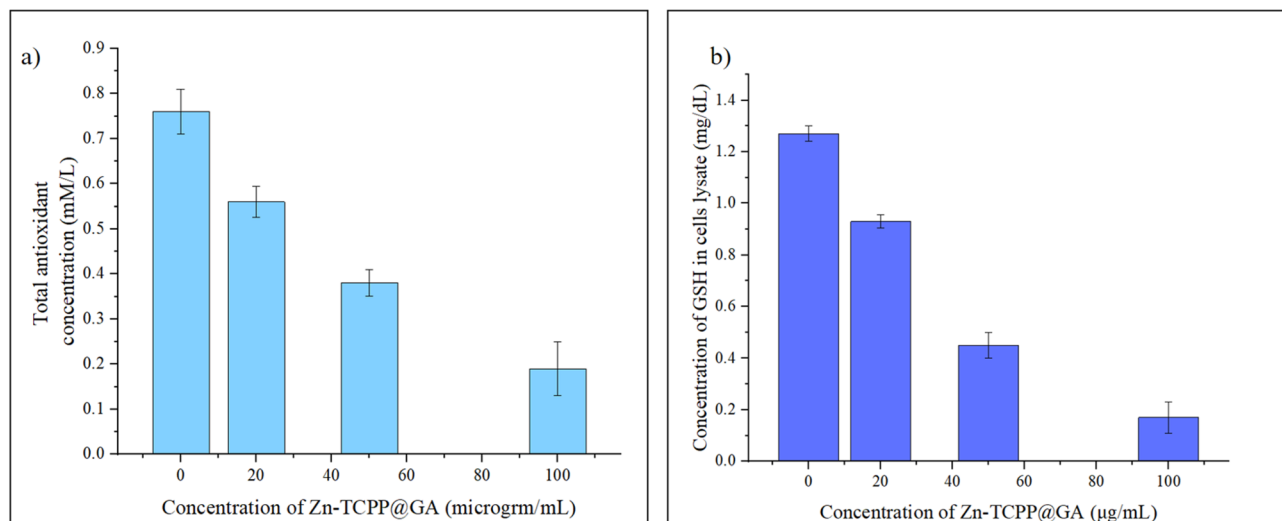 a)
Total antioxidant
concentration (mM/L)
0.9
0.8
0.7
0.6
0.5
0.4
0.3
0.2
0.1
0.0
0 20 40 60 80 100
Concentration of Zn-TCPP@GA (microgrm/mL)
b)
Concentration of GSH in cells lysate (mg/dL)
1.4
1.2
1.0
0.8
0.6
0.4
0.2
0.0
0 20 40 60 80 100
Concentration of Zn-TCPP@GA (μg/mL)